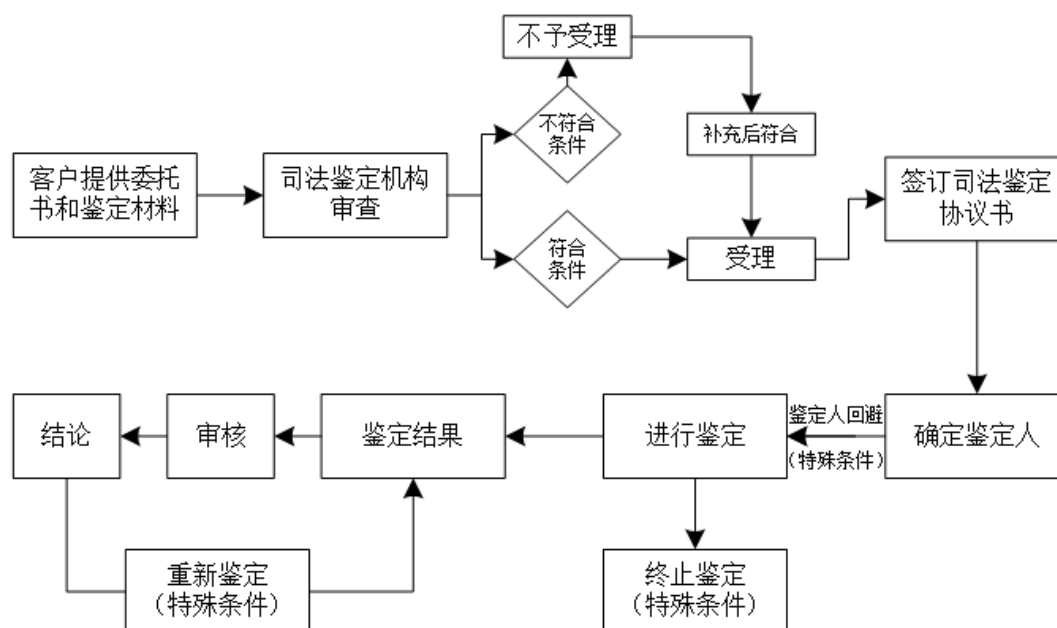 不予受理
不符合
条件
补充后符合
客户提供委托
书和鉴定材料
司法鉴定机构
审查
签订司法鉴定
协议书
符合
条件
受理
结论
审核
鉴定结果
进行鉴定
鉴定人回避
（特殊条件）
确定鉴定人
重新鉴定
（特殊条件）
终止鉴定
（特殊条件）